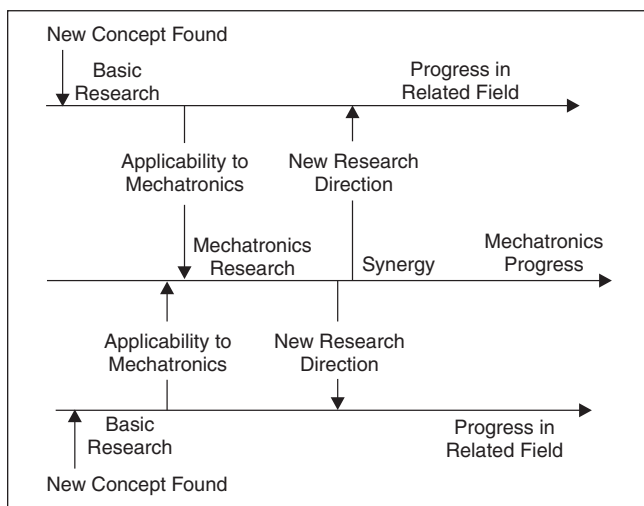 New Concept Found
Basic
Research
Progress in
Related Field
Applicability to
Mechatronics
New Research
Direction
Mechatronics
Research
Synergy
Mechatronics
Progress
Applicability to
Mechatronics
New Research
Direction
Basic
Research
Progress in
Related Field
New Concept Found